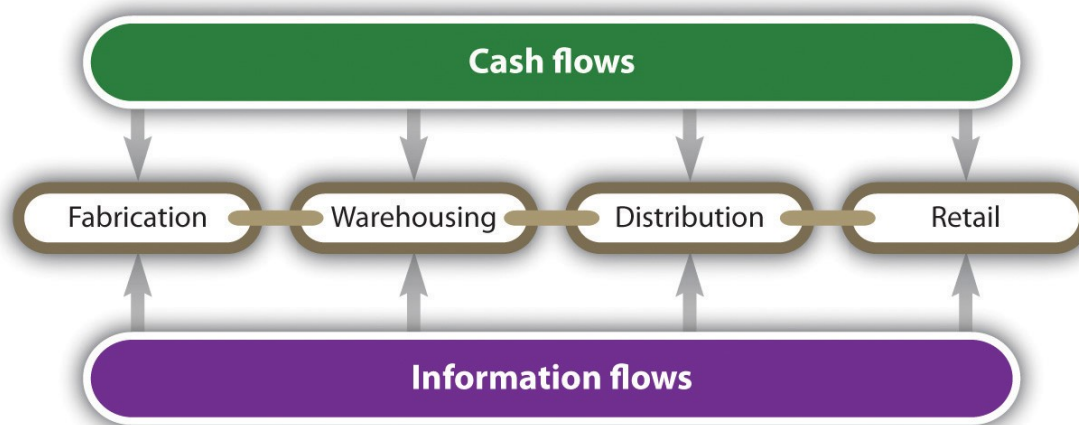 Cash flows
Fabrication Warehousing Distribution Retail
Information flows